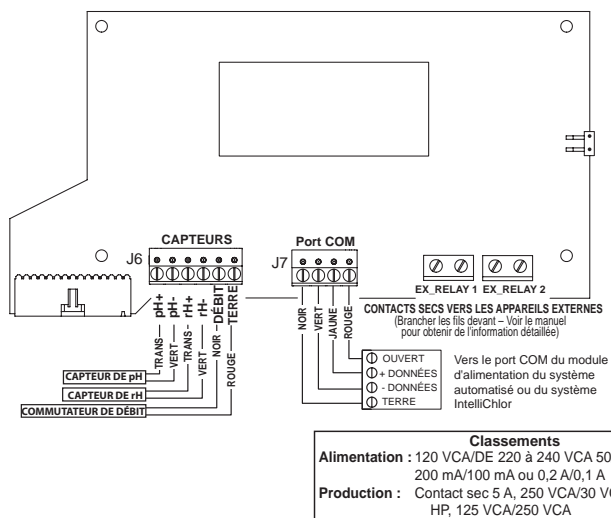 CAPTEURS
J6
pH+
pH-
rH+
rH-
DÉBIT
TERRE
TRANS
VERT
TRANS
VERT
NOIR
ROUGE
CAPTEUR DE pH
CAPTEUR DE rH
COMMUTATEUR DE DÉBIT
Port COM
J7
NOIR
VERT
JAUNE
ROUGE
EX_RELAY 1
EX_RELAY 2
CONTACTS SECS VERS LES APPAREILS EXTERNES
(Brancher les fils devant – Voir le manuel
pour obtenir de l'information détaillée)
OUVERT
+ DONNÉES
- DONNÉES
TERRE
Vers le port COM du module
d'alimentation du système
automatisé ou du système
IntelliChlor
Classements
Alimentation : 120 VCA/DE 220 à 240 VCA 50
200 mA/100 mA ou 0,2 A/0,1 A
Production : Contact sec 5 A, 250 VCA/30
HP, 125 VCA/250 VCA